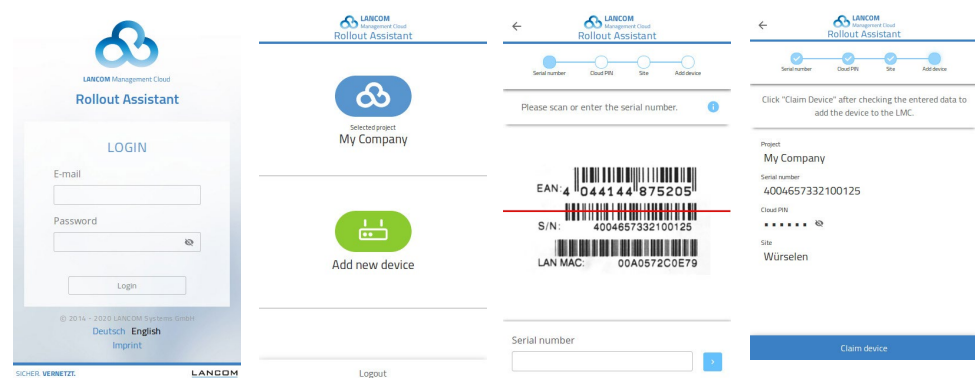 LANCOM Management Cloud
Rollout Assistant
LOGIN
E-mail
Password
Login
© 2014 - 2020 LANCOM Systems GmbH
Deutsch English
Imprint
SICHER. VERNETZT.
LANCOM
LANCOM
Management Cloud
Rollout Assistant
Selected project
My Company
Add new device
Logout
LANCOM
Management Cloud
Rollout Assistant
Serial number Cloud PIN Site Add device
Please scan or enter the serial number.
EAN: 4 044144 875205
S/N: 4004657332100125
LAN MAC: 00A0572C0E79
Serial number
LANCOM
Management Cloud
Rollout Assistant
Serial number Cloud PIN Site Add device
Click "Claim Device" after checking the entered data to
add the device to the LMC.
Project
My Company
Serial number
4004657332100125
Cloud PIN
Site
Würselen
Claim device